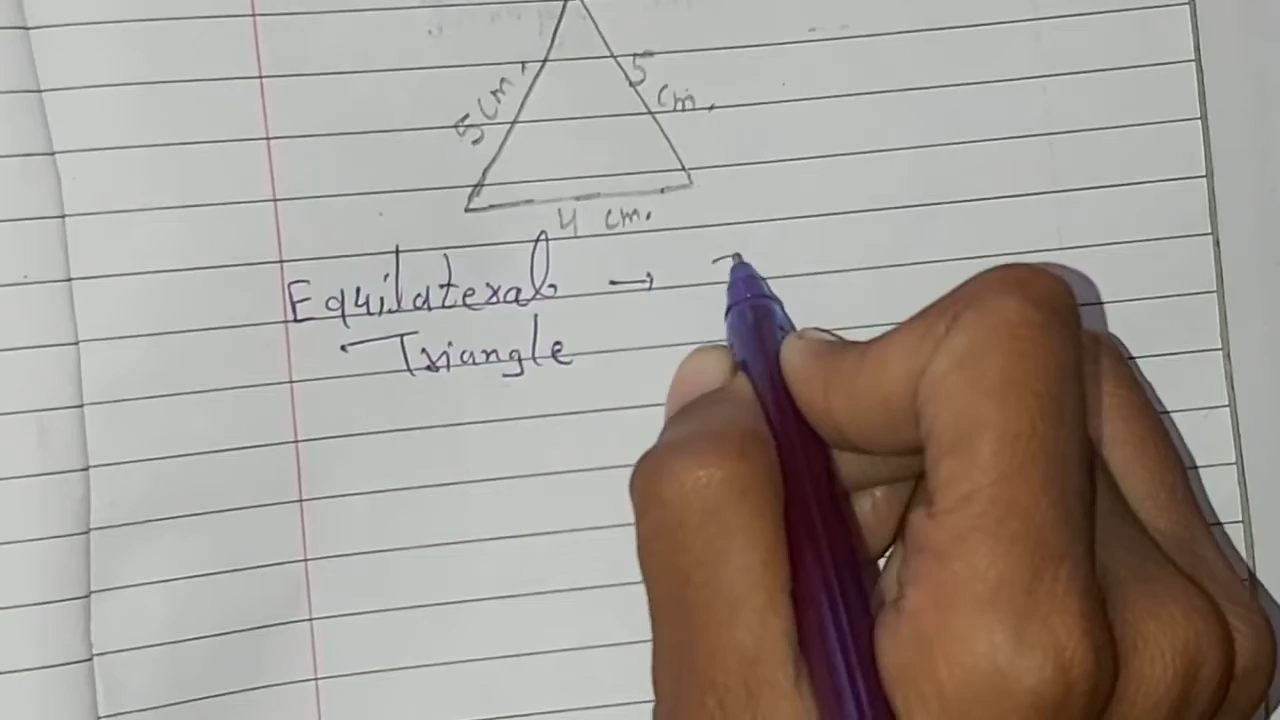 5cm.
5
cm.
4 cm.
Equilateral →
Triangle